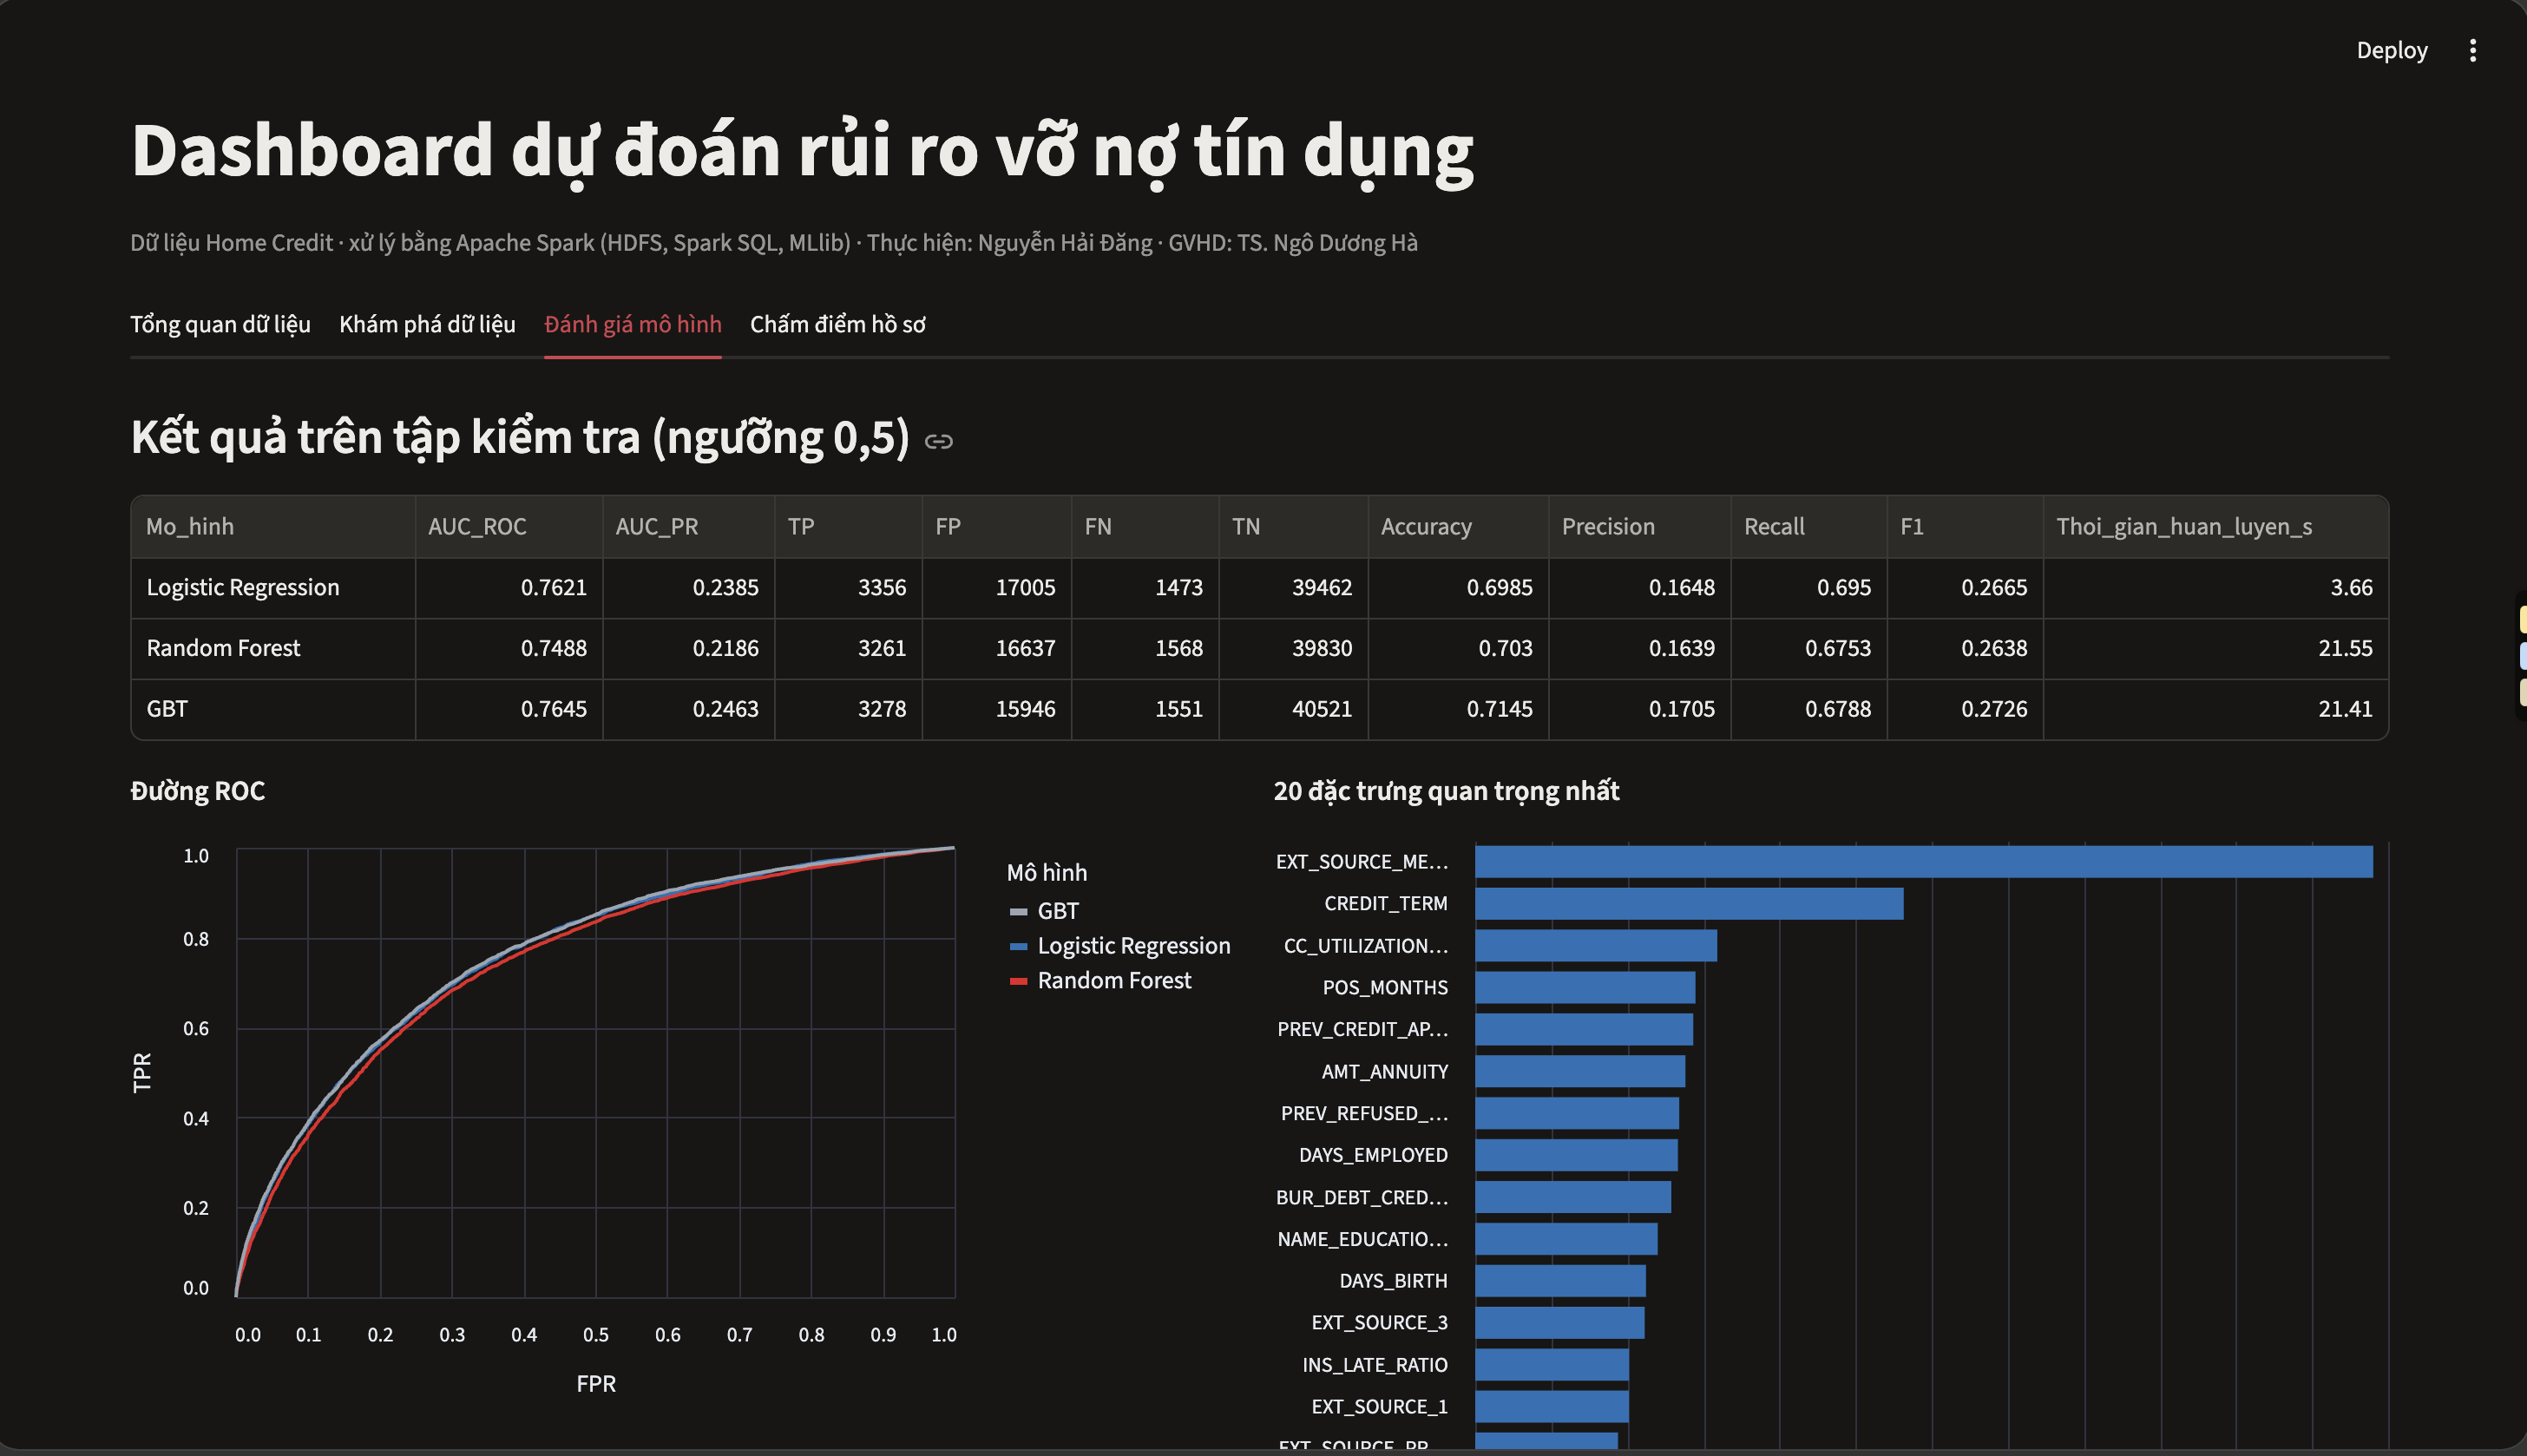 Deploy
Dashboard dự đoán rủi ro vỡ nợ tín dụng
Dữ liệu Home Credit · xử lý bằng Apache Spark (HDFS, Spark SQL, MLlib) · Thực hiện: Nguyễn Hải Đăng · GVHD: TS. Ngô Dương Hà
Tổng quan dữ liệu Khám phá dữ liệu Đánh giá mô hình Chấm điểm hồ sơ
Kết quả trên tập kiểm tra (ngưỡng 0,5)
Mo_hinh AUC_ROC AUC_PR TP FP FN TN Accuracy Precision Recall F1 Thoi_gian_huan_luyen_s
Logistic Regression 0.7621 0.2385 3356 17005 1473 39462 0.6985 0.1648 0.695 0.2665 3.66
Random Forest 0.7488 0.2186 3261 16637 1568 39830 0.703 0.1639 0.6753 0.2638 21.55
GBT 0.7645 0.2463 3278 15946 1551 40521 0.7145 0.1705 0.6788 0.2726 21.41
Đường ROC
1.0
0.8
0.6
0.4
0.2
0.0
TPR
0.0 0.1 0.2 0.3 0.4 0.5 0.6 0.7 0.8 0.9 1.0
FPR
Mô hình
GBT
Logistic Regression
Random Forest
20 đặc trưng quan trọng nhất
EXT_SOURCE_ME…
CREDIT_TERM
CC_UTILIZATION…
POS_MONTHS
PREV_CREDIT_AP…
AMT_ANNUITY
PREV_REFUSED_…
DAYS_EMPLOYED
BUR_DEBT_CRED…
NAME_EDUCATIO…
DAYS_BIRTH
EXT_SOURCE_3
INS_LATE_RATIO
EXT_SOURCE_1
EXT_SOURCE_PR…